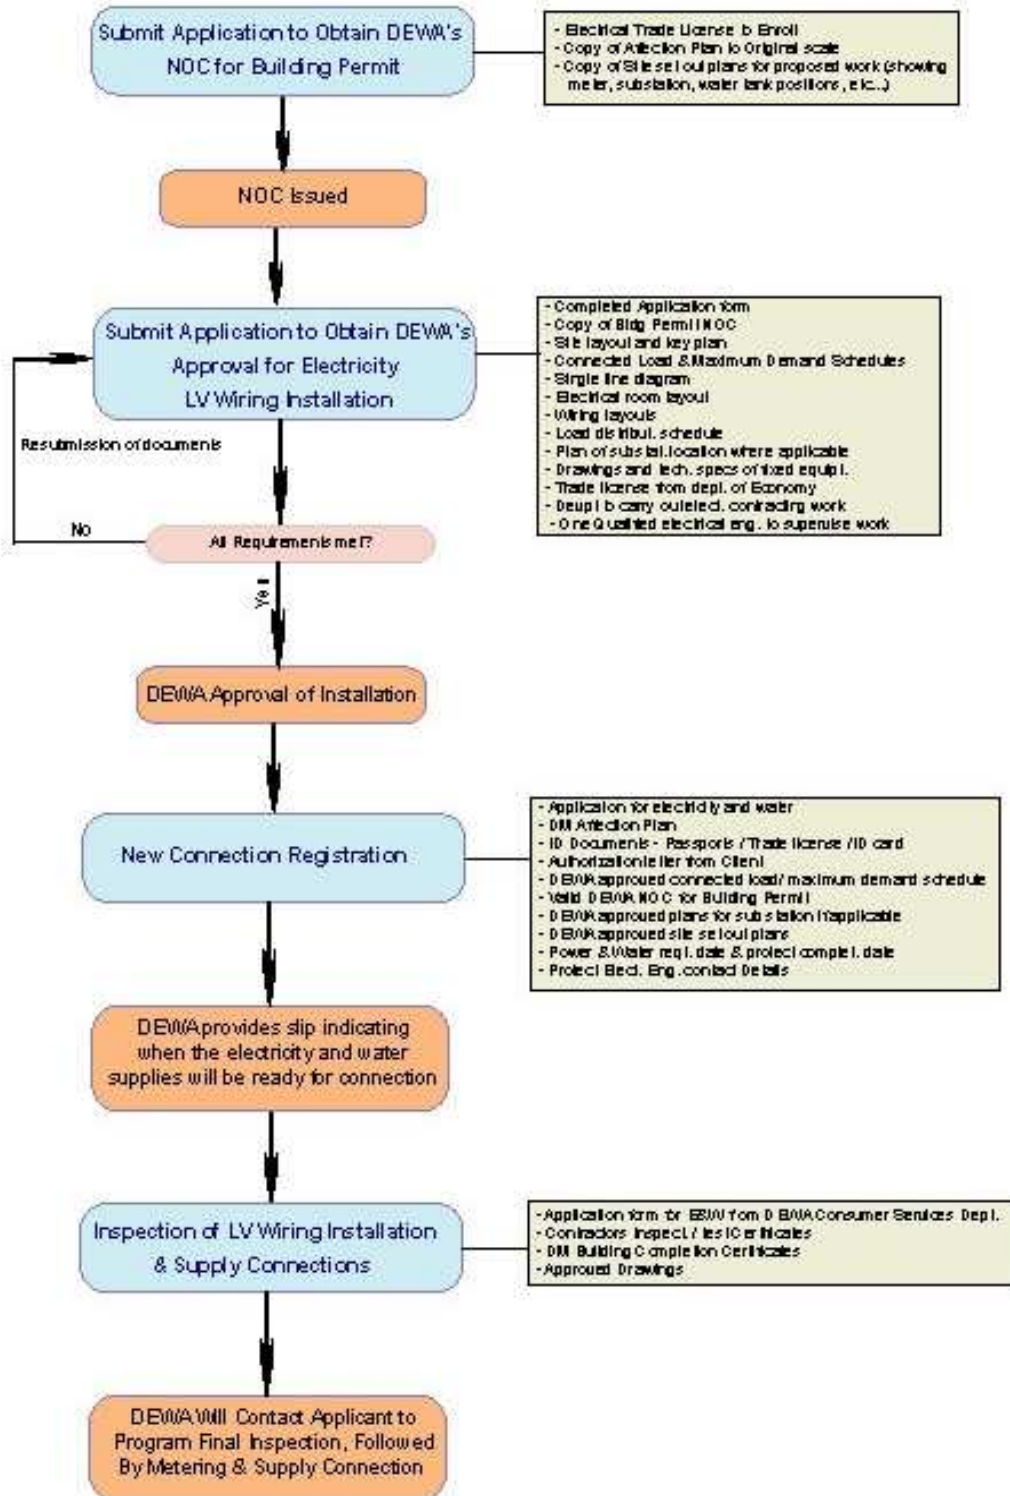 Submit Application to Obtain DEWA's
NOC for Building Permit
- Electrical Trade License to Enroll
- Copy of Affection Plan to Original scale
- Copy of Site set out plans for proposed work (showing
meter, substation, water tank positions, etc...)
NOC Issued
Submit Application to Obtain DEWA's
Approval for Electricity
LV Wiring Installation
- Completed Application form
- Copy of Bldg Permit NOC
- Site layout and key plan
- Connected Load & Maximum Demand Schedules
- Single line diagram
- Electrical room layout
- Wiring layouts
- Load distribut. schedule
- Plan of substat. location where applicable
- Drawings and tech. specs of fixed equipt.
- Trade license from dept. of Economy
to carry out elect. contracting work
- One Qualified electrical eng. to supervise work
Resubmission of documents
No
All Requirements met?
Yes
DEWA Approval of Installation
New Connection Registration
- Application for electricity and water
- DM Affection Plan
- ID Documents - Passports / Trade license / ID card
- Authorization letter from Client
- DEWA approved connected load/ maximum demand schedule
- Valid DEWA NOC for Building Permit
- DEWA approved plans for substation if applicable
- DEWA approved site set out plans
- Power & Water reqt. date & project complet. date
- Project Elect. Eng. contact Details
DEWA provides slip indicating
when the electricity and water
supplies will be ready for connection
Inspection of LV Wiring Installation
& Supply Connections
- Application form for E&W from DEWA Consumer Services Dept.
- Contractors Inspect. / test Certificates
- DM Building Completion Certificates
- Approved Drawings
DEWA Will Contact Applicant to
Program Final Inspection, Followed
By Metering & Supply Connection